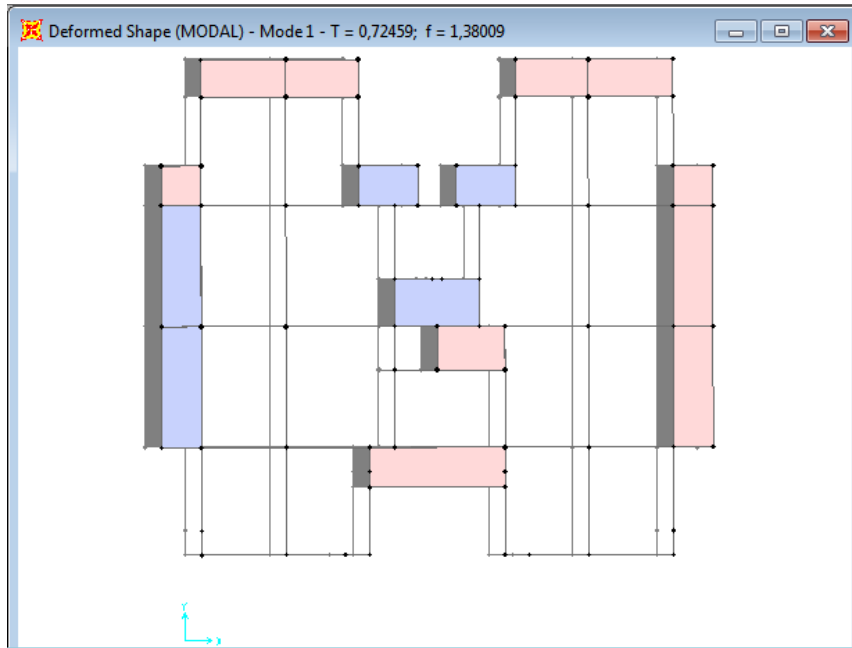 Deformed Shape (MODAL) - Mode 1 - T = 0,72459; f = 1,38009
Y
X